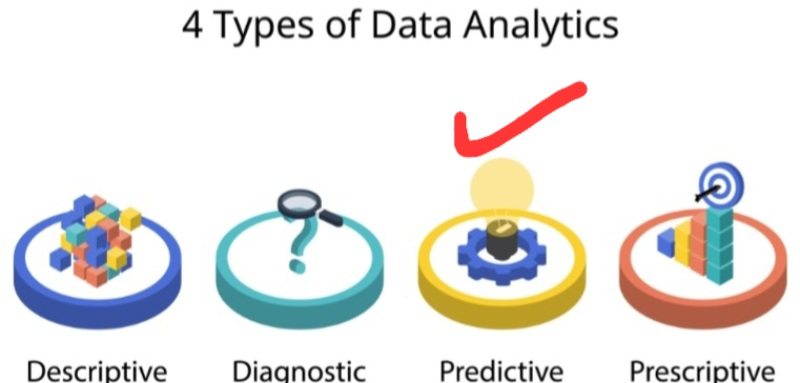 4 Types of Data Analytics
Descriptive Diagnostic Predictive Prescriptive